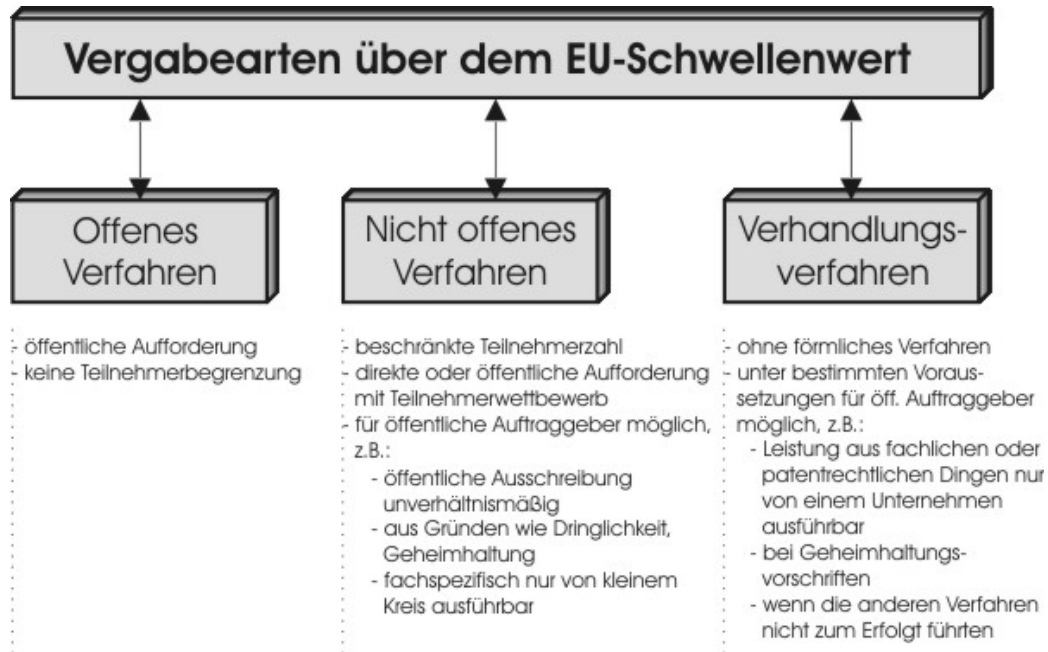 Vergabearten über dem EU-Schwellenwert
Offenes
Verfahren
- öffentliche Aufforderung
- keine Teilnehmerbegrenzung
Nicht offenes
Verfahren
- beschränkte Teilnehmerzahl
- direkte oder öffentliche Aufforderung
mit Teilnehmerwettbewerb
- für öffentliche Auftraggeber möglich,
z.B.:
- öffentliche Ausschreibung
unverhältnismäßig
- aus Gründen wie Dringlichkeit,
Geheimhaltung
- fachspezifisch nur von kleinem
Kreis ausführbar
Verhandlungs-
verfahren
- ohne förmliches Verfahren
- unter bestimmten Voraus-
setzungen für öff. Auftraggeber
möglich, z.B.:
- Leistung aus fachlichen oder
patentrechtlichen Dingen nur
von einem Unternehmen
ausführbar
- bei Geheimhaltungs-
vorschriften
- wenn die anderen Verfahren
nicht zum Erfolgt führten